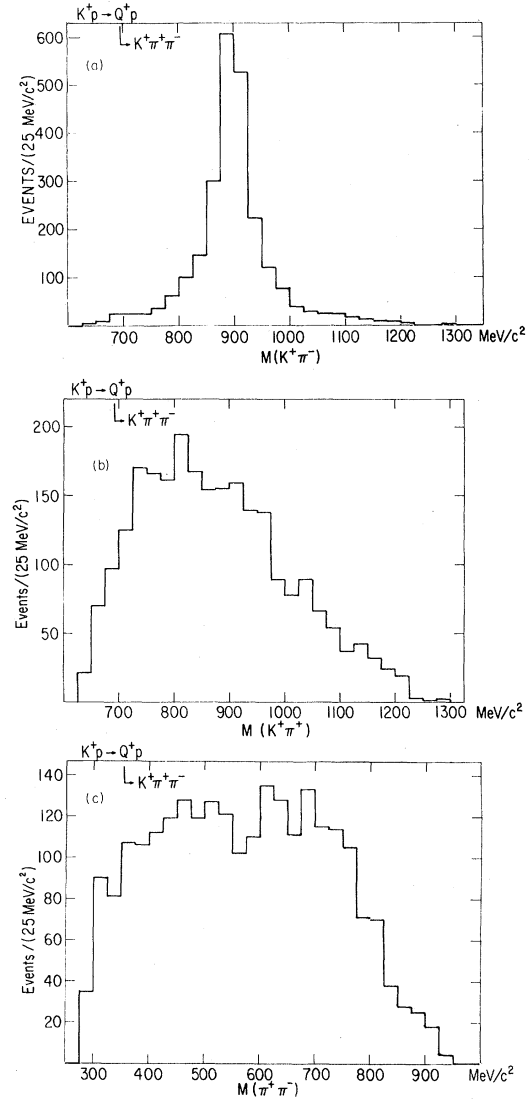 K⁺p → Q⁺p
↳ K⁺π⁺π⁻
(a)
EVENTS/(25 MeV/c²)
600
500
400
300
200
100
700 800 900 1000 1100 1200 1300 MeV/c²
M(K⁺π⁻)
K⁺p → Q⁺p
↳ K⁺π⁺π⁻
(b)
Events/(25 MeV/c²)
200
150
100
50
700 800 900 1000 1100 1200 1300 MeV/c²
M (K⁺π⁺)
K⁺p → Q⁺p
↳ K⁺π⁺π⁻
(c)
Events/(25 MeV/c²)
140
120
100
80
60
40
20
300 400 500 600 700 800 900 MeV/c²
M(π⁺π⁻)